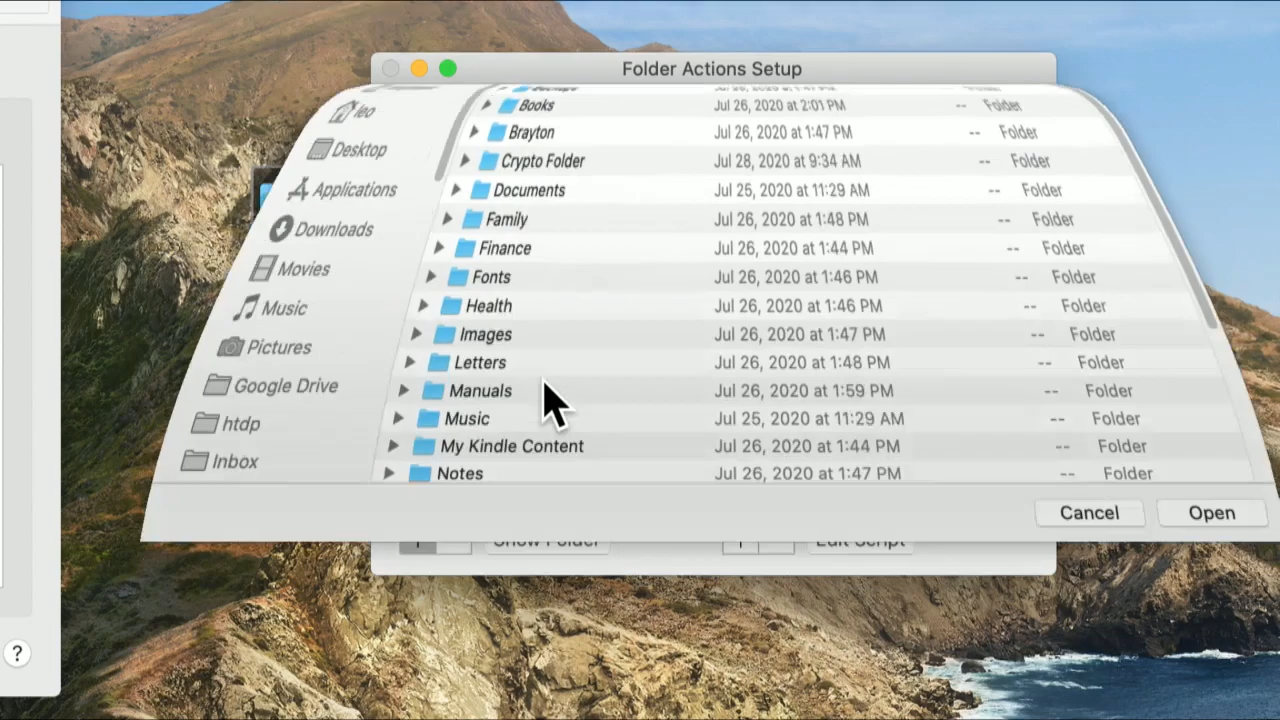 Folder Actions Setup
leo
Desktop
Applications
Downloads
Movies
Music
Pictures
Google Drive
htdp
Inbox
Books Jul 26, 2020 at 2:01 PM -- Folder
Brayton Jul 26, 2020 at 1:47 PM -- Folder
Crypto Folder Jul 28, 2020 at 9:34 AM -- Folder
Documents Jul 25, 2020 at 11:29 AM -- Folder
Family Jul 26, 2020 at 1:48 PM -- Folder
Finance Jul 26, 2020 at 1:44 PM -- Folder
Fonts Jul 26, 2020 at 1:46 PM -- Folder
Health Jul 26, 2020 at 1:46 PM -- Folder
Images Jul 26, 2020 at 1:47 PM -- Folder
Letters Jul 26, 2020 at 1:48 PM -- Folder
Manuals Jul 26, 2020 at 1:59 PM -- Folder
Music Jul 25, 2020 at 11:29 AM -- Folder
My Kindle Content Jul 26, 2020 at 1:44 PM -- Folder
Notes Jul 26, 2020 at 1:47 PM -- Folder
Cancel Open
Show Folder Edit Script
?